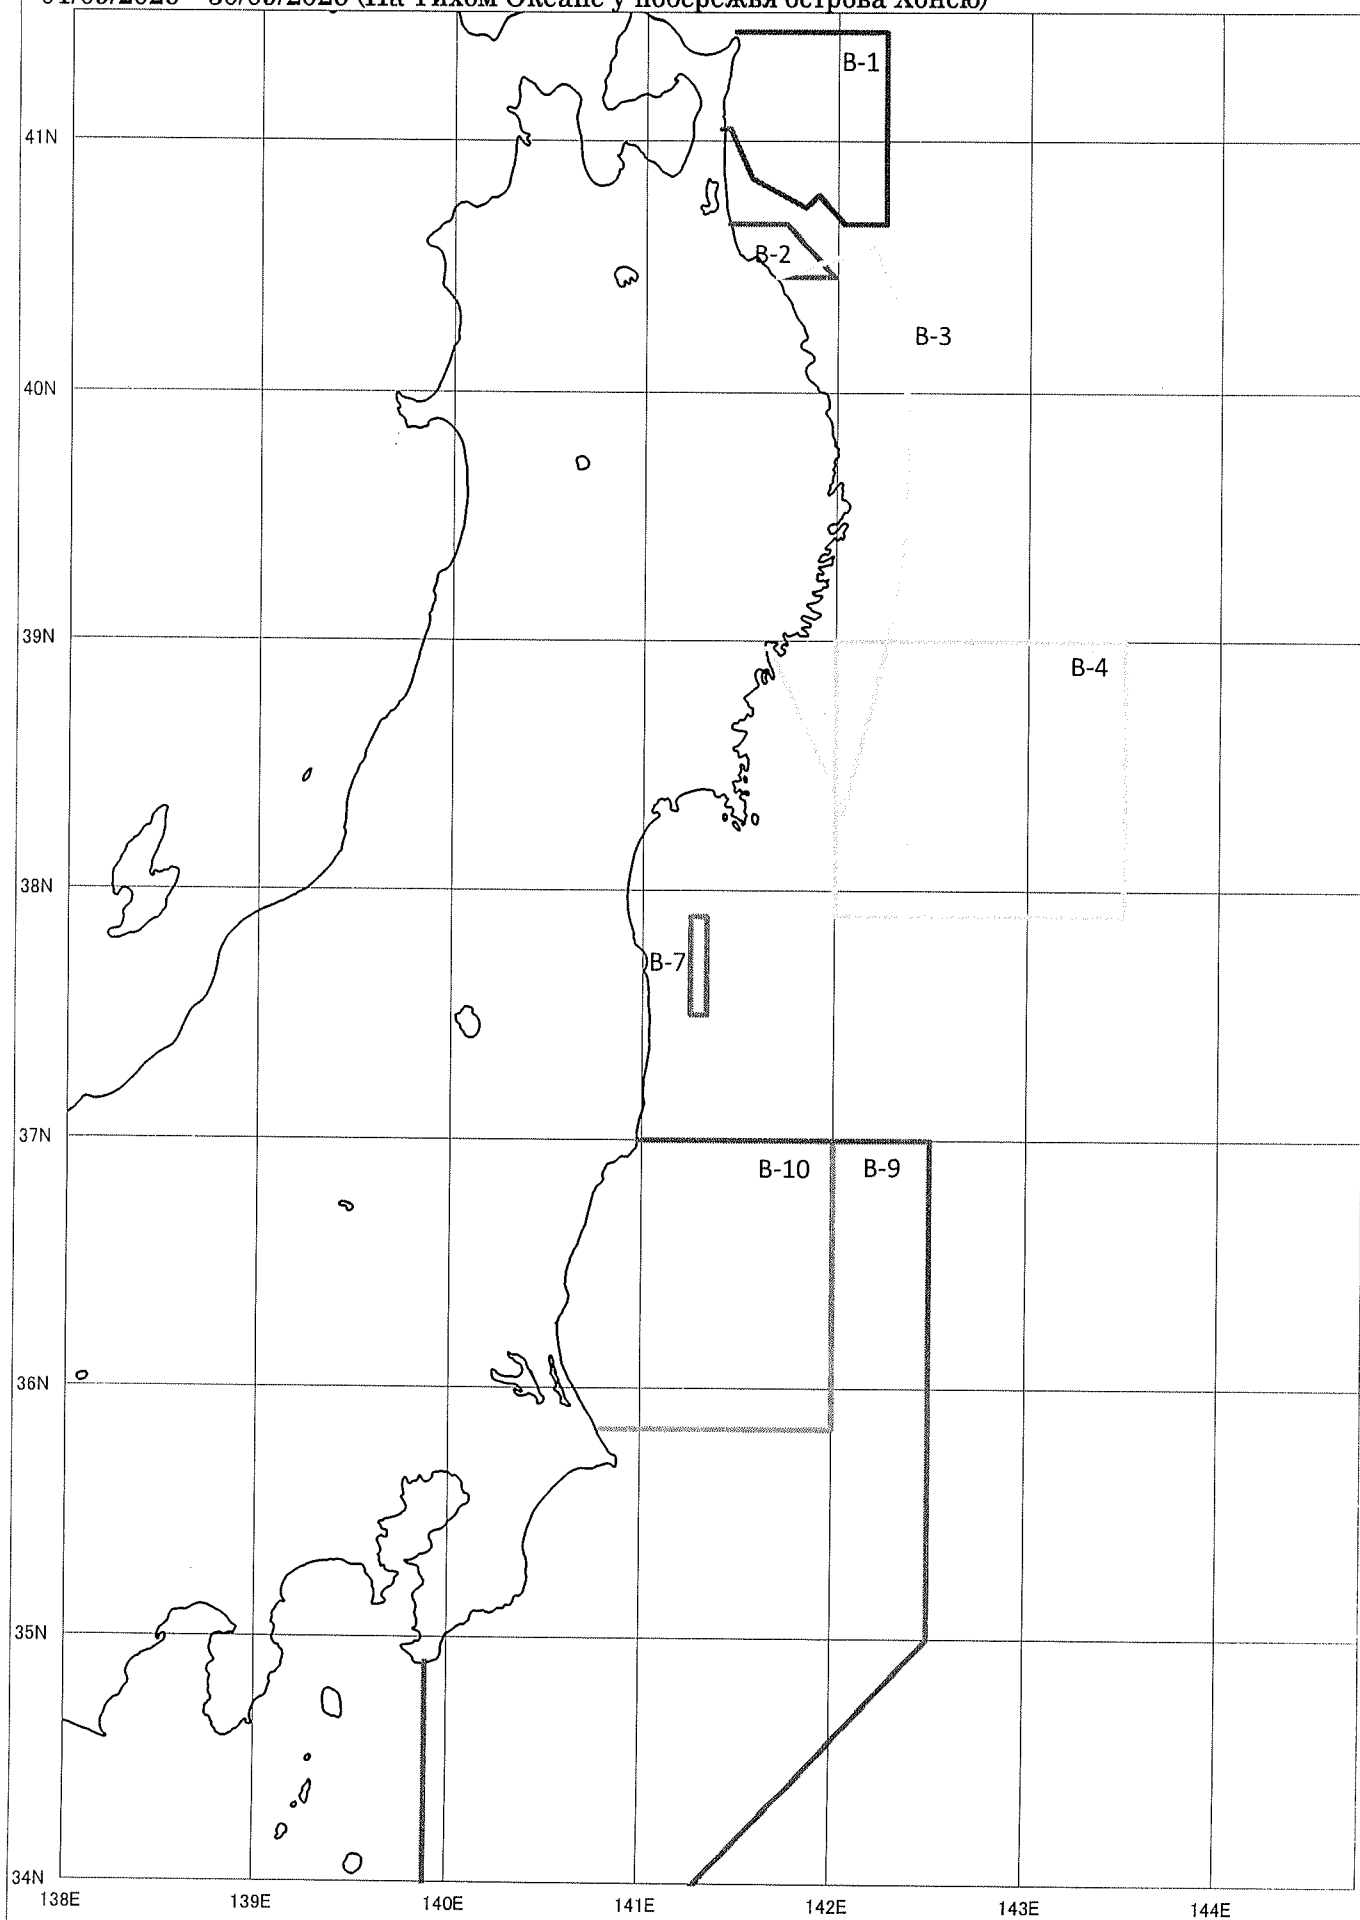 (На Тихом Океане у побережья острова Хонсю)
B-1
41N
B-2
B-3
40N
39N
B-4
38N
B-7
37N
B-10 B-9
36N
35N
34N
138E 139E 140E 141E 142E 143E 144E